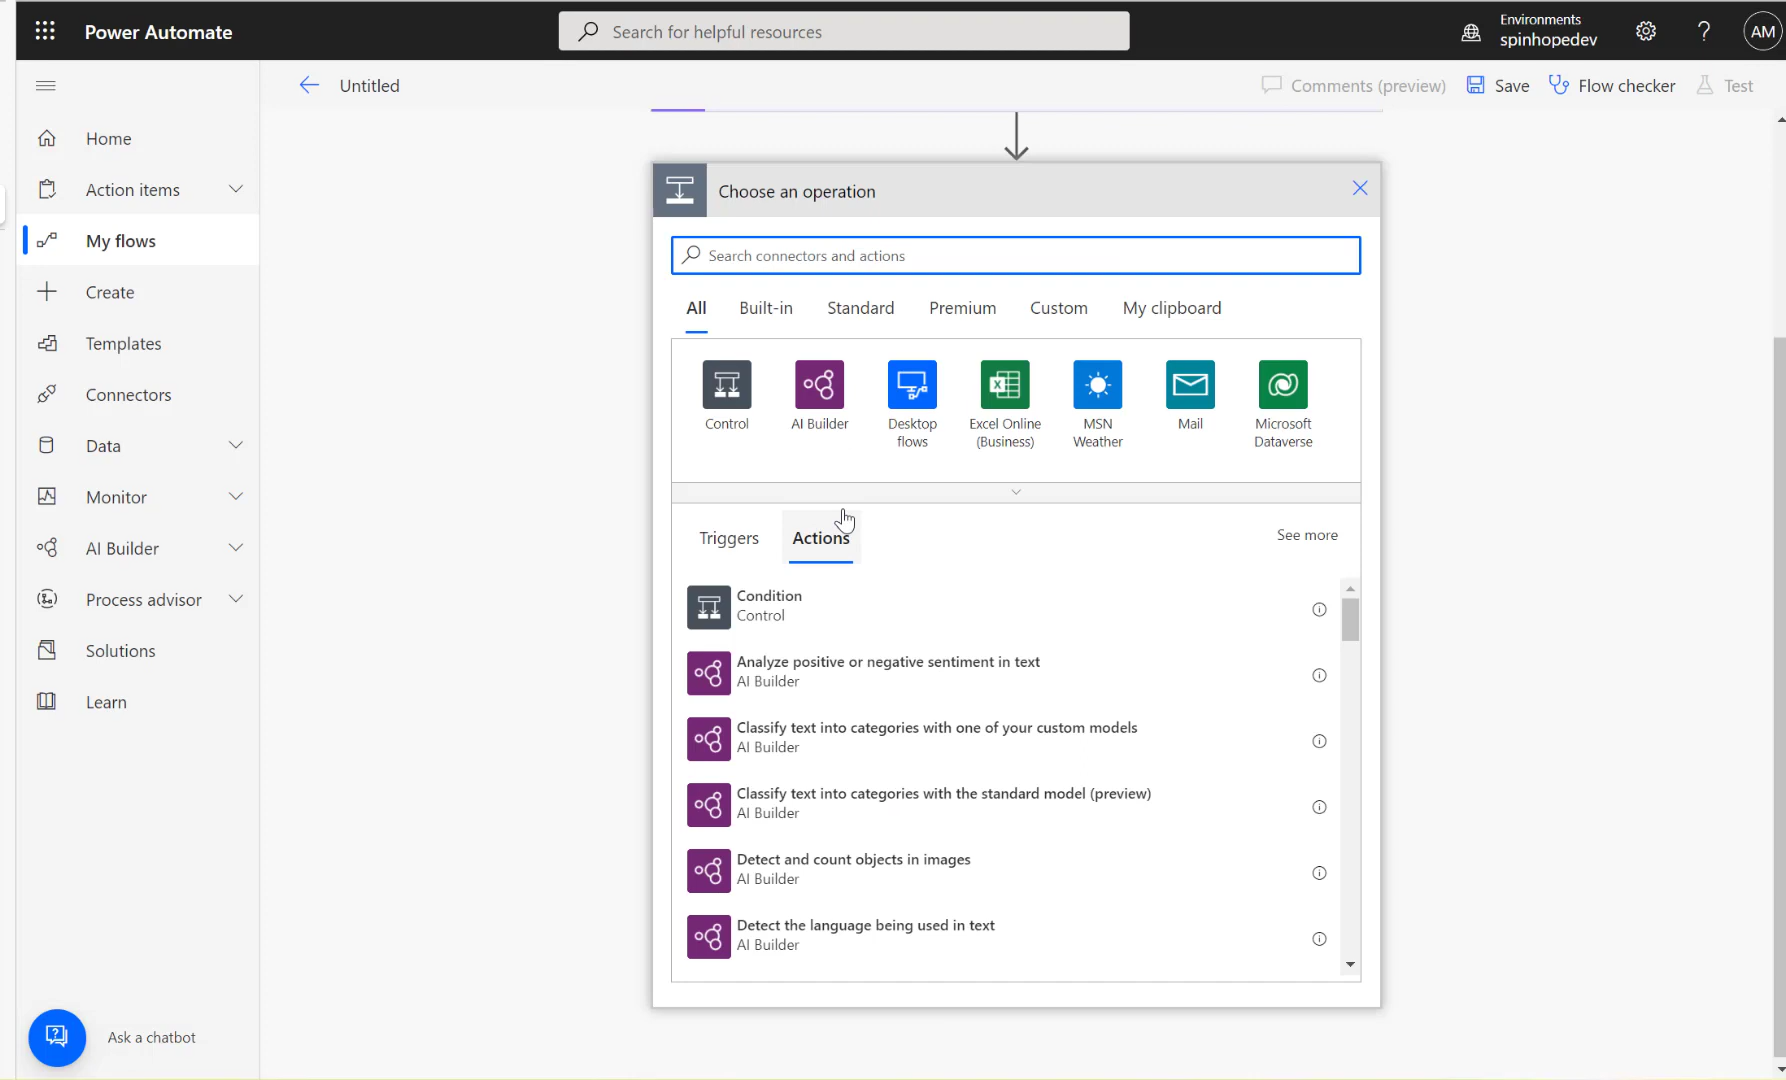 Power Automate
Search for helpful resources
Environments
spinhopedev
?
AM
Untitled
Comments (preview)
Save
Flow checker
Test
Home
Action items
My flows
Create
Templates
Connectors
Data
Monitor
AI Builder
Process advisor
Solutions
Learn
Ask a chatbot
Choose an operation
Search connectors and actions
All
Built-in
Standard
Premium
Custom
My clipboard
Control
AI Builder
Desktop
flows
Excel Online
(Business)
MSN
Weather
Mail
Microsoft
Dataverse
Triggers
Actions
See more
Condition
Control
Analyze positive or negative sentiment in text
AI Builder
Classify text into categories with one of your custom models
AI Builder
Classify text into categories with the standard model (preview)
AI Builder
Detect and count objects in images
AI Builder
Detect the language being used in text
AI Builder